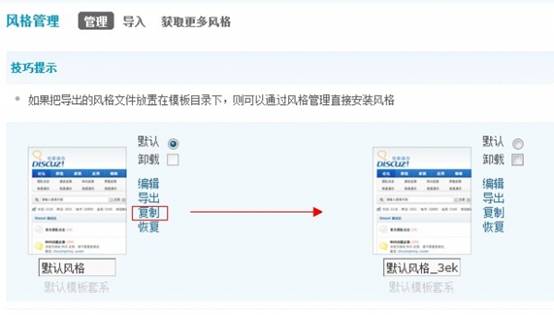 风格管理 管理 导入 获取更多风格
技巧提示
如果把导出的风格文件放置在模板目录下，则可以通过风格管理直接安装风格
默认
卸载
DISCUZ!
编辑
导出
复制
恢复
默认风格
默认模板套系
默认
卸载
DISCUZ!
编辑
导出
复制
恢复
默认风格_3ek
默认模板套系